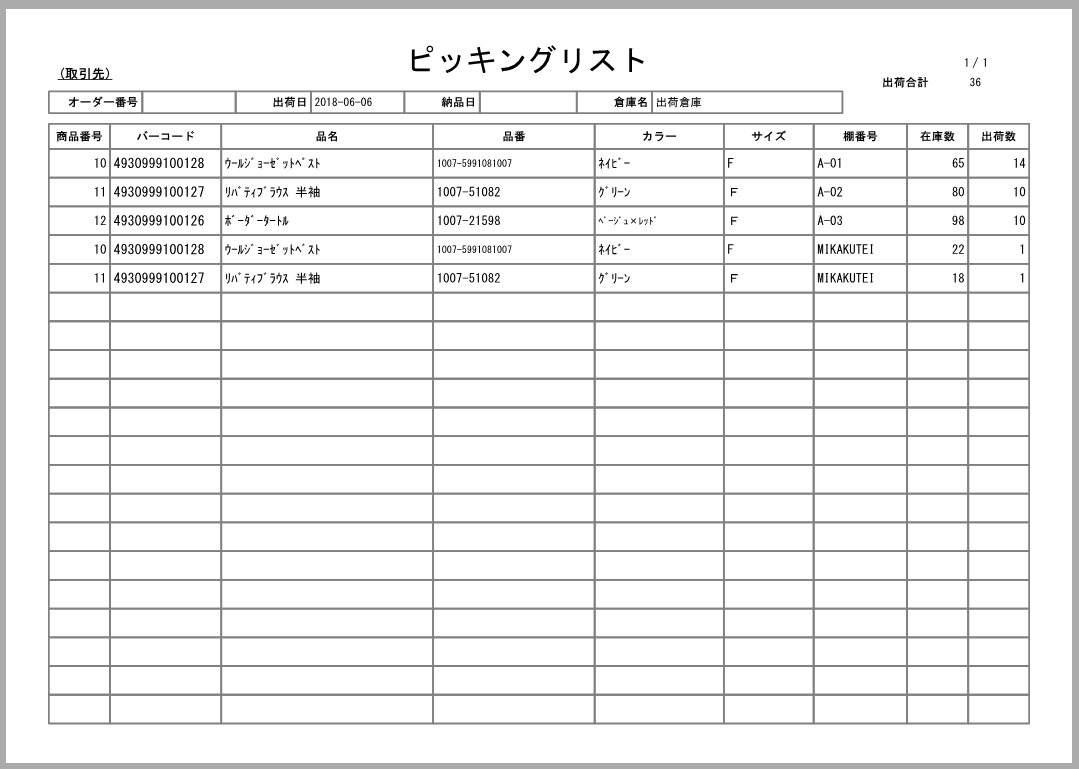 ピッキングリスト
1 / 1
(取引先)
出荷合計 36
オーダー番号 出荷日 2018-06-06 納品日 倉庫名 出荷倉庫
商品番号 バーコード 品名 品番 カラー サイズ 棚番号 在庫数 出荷数
10 4930999100128 ｳｰﾙｼﾞｮｰｾﾞｯﾄﾍﾞｽﾄ 1007-5991081007 ﾈｲﾋﾞｰ F A-01 65 14
11 4930999100127 ﾘﾊﾞﾃｨﾌﾞﾗｳｽ 半袖 1007-51082 ｸﾞﾘｰﾝ Ｆ A-02 80 10
12 4930999100126 ﾎﾞｰﾀﾞｰﾀｰﾄﾙ 1007-21598 ﾍﾞｰｼﾞｭ×ﾚｯﾄﾞ Ｆ A-03 98 10
10 4930999100128 ｳｰﾙｼﾞｮｰｾﾞｯﾄﾍﾞｽﾄ 1007-5991081007 ﾈｲﾋﾞｰ F MIKAKUTEI 22 1
11 4930999100127 ﾘﾊﾞﾃｨﾌﾞﾗｳｽ 半袖 1007-51082 ｸﾞﾘｰﾝ Ｆ MIKAKUTEI 18 1